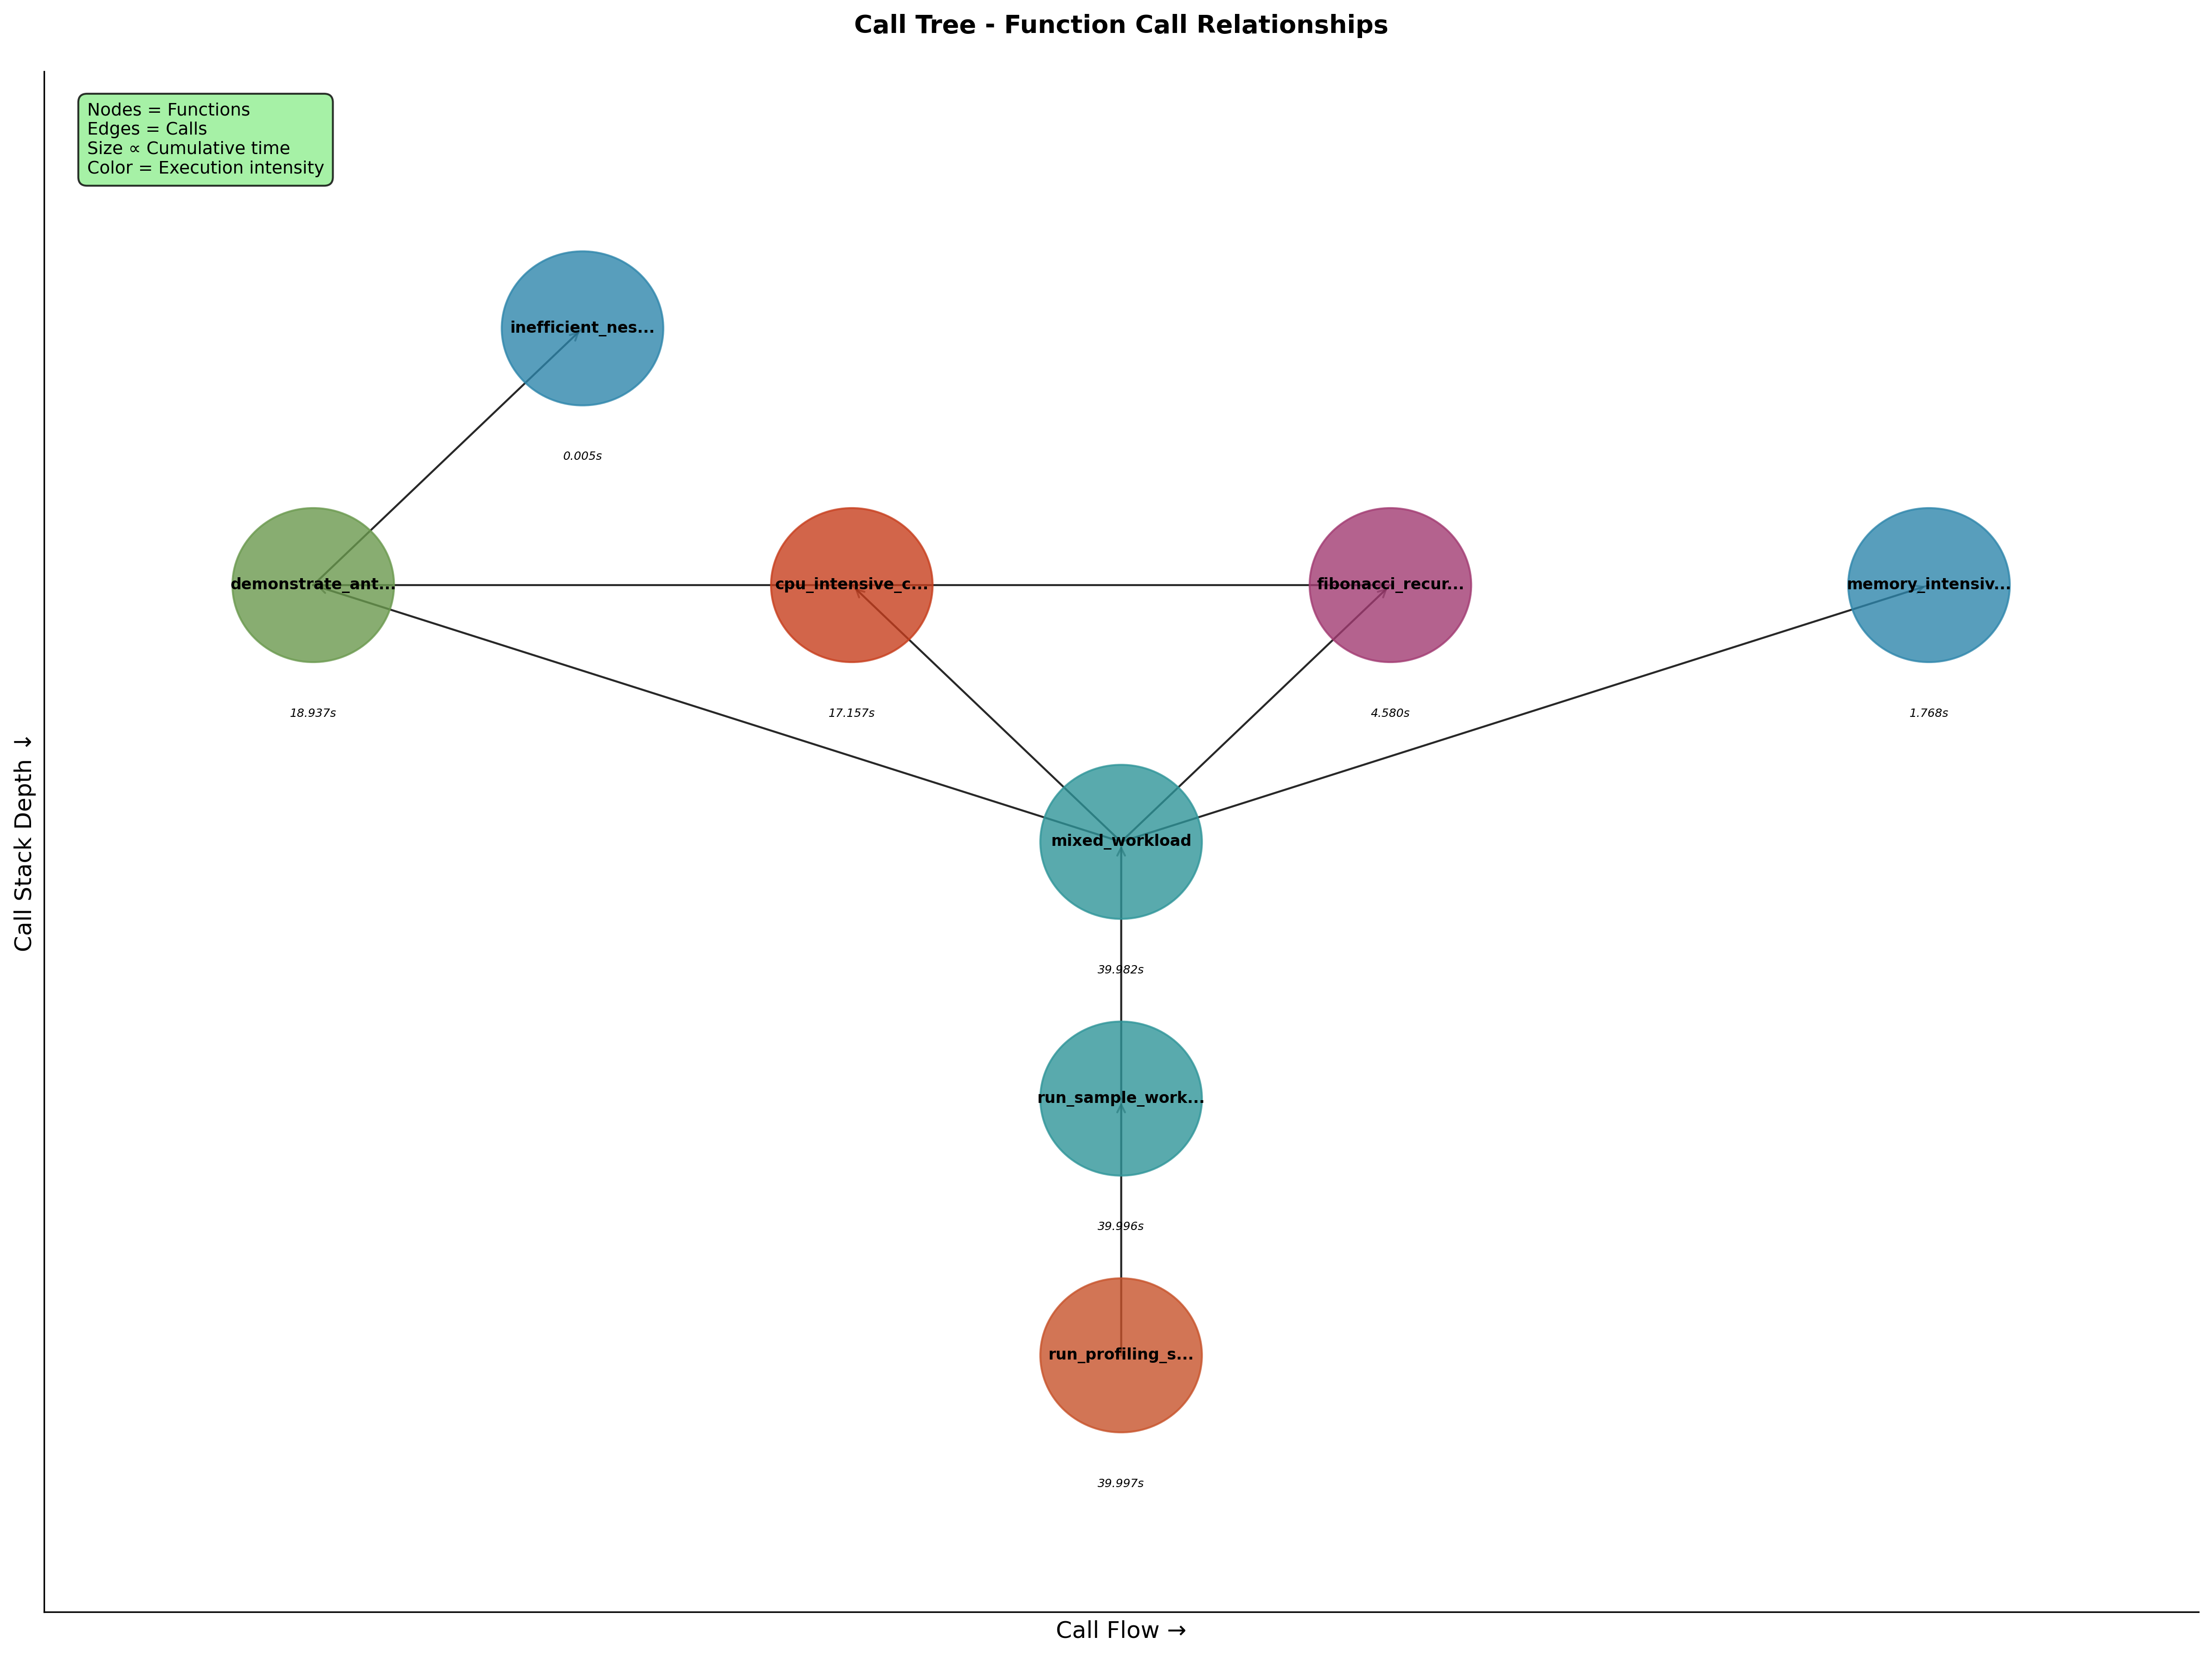 Call Tree - Function Call Relationships
Nodes = Functions
Edges = Calls
Size ∝ Cumulative time
Color = Execution intensity
inefficient_nes...
0.005s
demonstrate_ant...
cpu_intensive_c...
fibonacci_recur...
memory_intensiv...
18.937s
17.157s
4.580s
1.768s
mixed_workload
39.982s
run_sample_work...
39.996s
run_profiling_s...
39.997s
Call Stack Depth ↓
Call Flow →